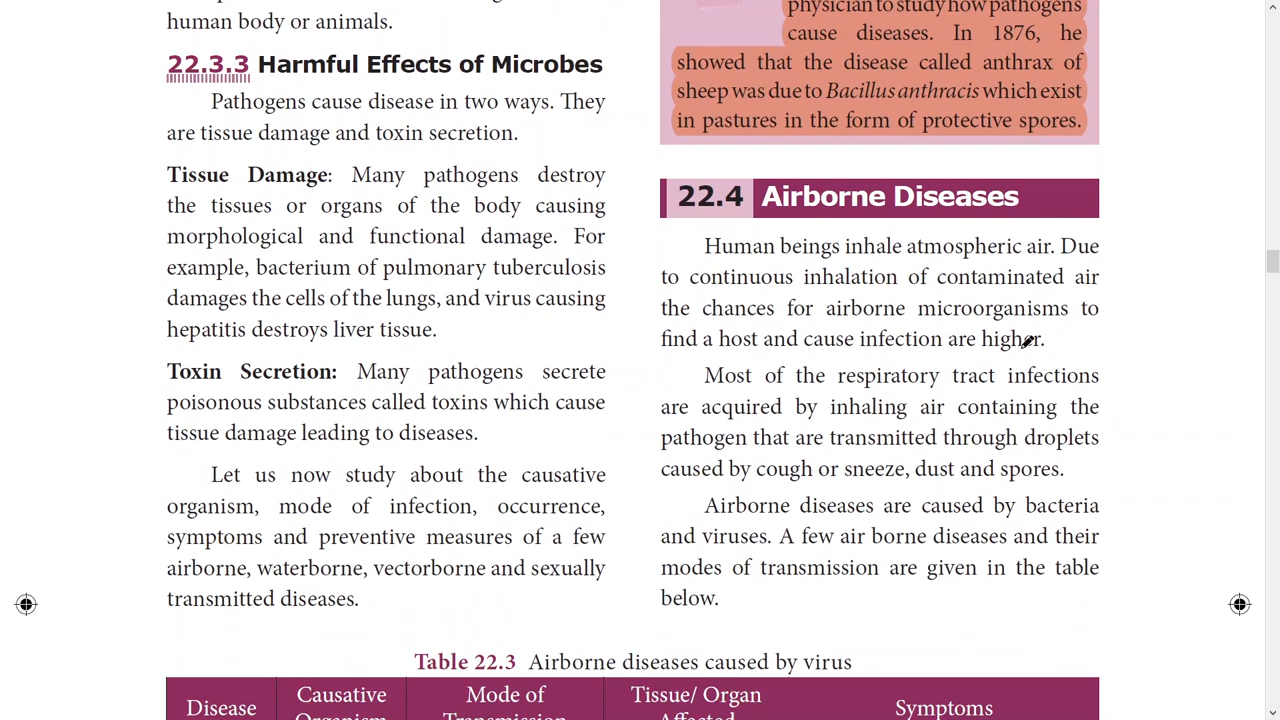 human body or animals.
22.3.3 Harmful Effects of Microbes
Pathogens cause disease in two ways. They
are tissue damage and toxin secretion.
Tissue Damage: Many pathogens destroy
the tissues or organs of the body causing
morphological and functional damage. For
example, bacterium of pulmonary tuberculosis
damages the cells of the lungs, and virus causing
hepatitis destroys liver tissue.
Toxin Secretion: Many pathogens secrete
poisonous substances called toxins which cause
tissue damage leading to diseases.
Let us now study about the causative
organism, mode of infection, occurrence,
symptoms and preventive measures of a few
airborne, waterborne, vectorborne and sexually
transmitted diseases.
physician to study how pathogens
cause diseases. In 1876, he
showed that the disease called anthrax of
sheep was due to Bacillus anthracis which exist
in pastures in the form of protective spores.
22.4 Airborne Diseases
Human beings inhale atmospheric air. Due
to continuous inhalation of contaminated air
the chances for airborne microorganisms to
find a host and cause infection are higher.
Most of the respiratory tract infections
are acquired by inhaling air containing the
pathogen that are transmitted through droplets
caused by cough or sneeze, dust and spores.
Airborne diseases are caused by bacteria
and viruses. A few air borne diseases and their
modes of transmission are given in the table
below.
Table 22.3 Airborne diseases caused by virus
Disease Causative Mode of Tissue/ Organ Symptoms
Organism Transmission Affected